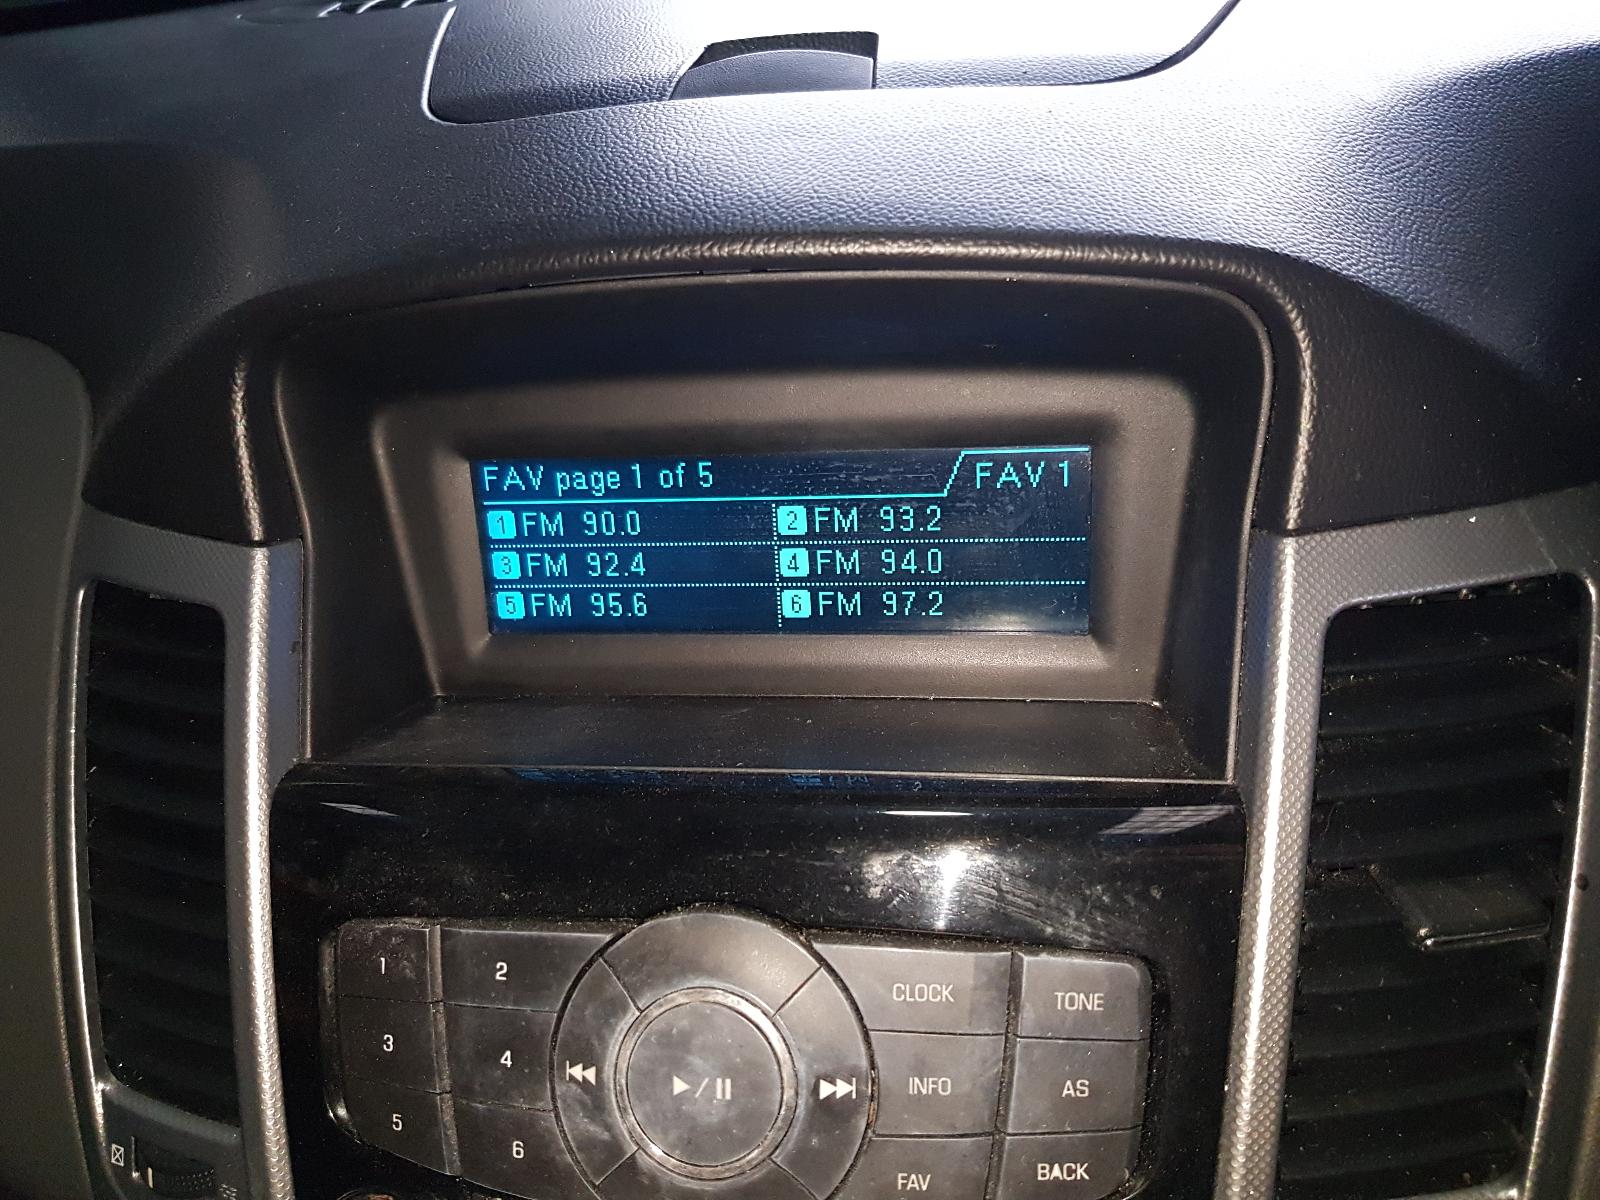 FAV page 1 of 5 FAV 1
1 FM 90.0 2 FM 93.2
3 FM 92.4 4 FM 94.0
5 FM 95.6 6 FM 97.2
1 2 CLOCK TONE
3 4 INFO AS
5 6 FAV BACK